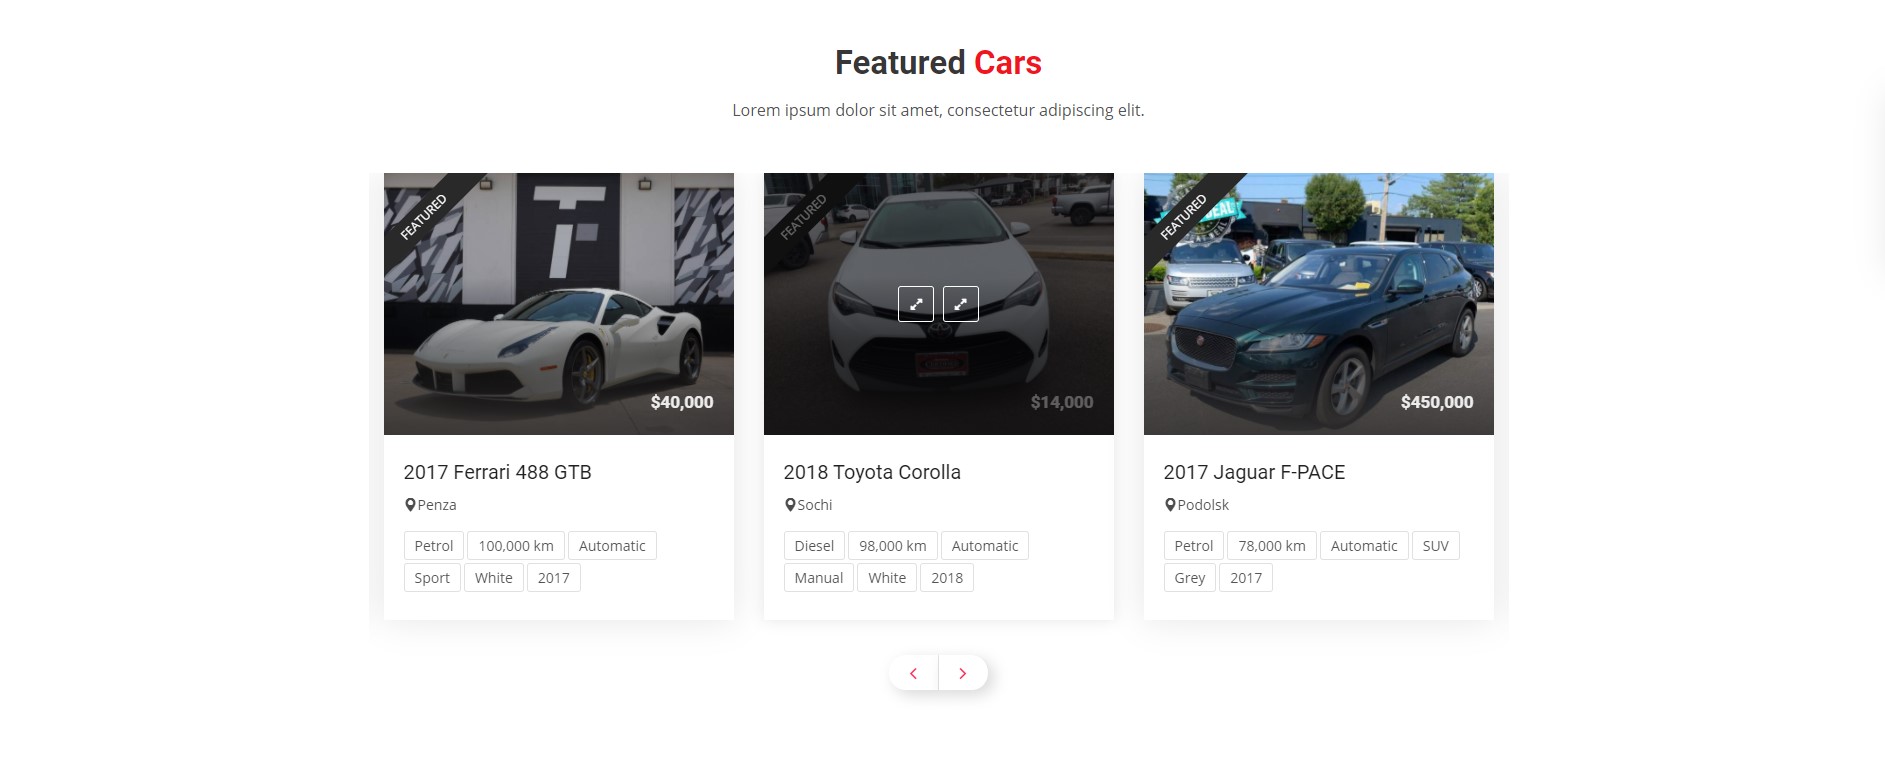 Featured Cars
Lorem ipsum dolor sit amet, consectetur adipiscing elit.
FEATURED
$40,000
2017 Ferrari 488 GTB
Penza
Petrol 100,000 km Automatic
Sport White 2017
FEATURED
$14,000
2018 Toyota Corolla
Sochi
Diesel 98,000 km Automatic
Manual White 2018
FEATURED
$450,000
2017 Jaguar F-PACE
Podolsk
Petrol 78,000 km Automatic SUV
Grey 2017